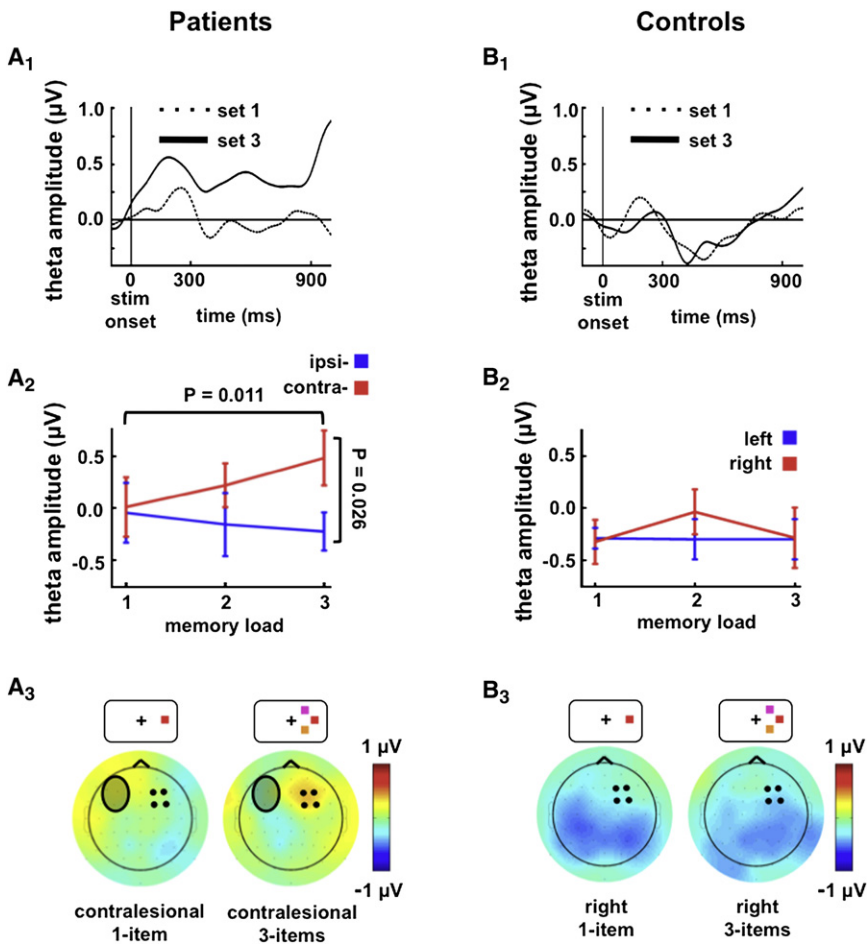 Patients
Controls
A1
theta amplitude (µV)
1.0
0.5
0.0
set 1
set 3
0
300
900
stim
onset
time (ms)
B1
theta amplitude (µV)
1.0
0.5
0.0
set 1
set 3
0
300
900
stim
onset
time (ms)
A2
ipsi-
contra-
P = 0.011
P = 0.026
theta amplitude (µV)
0.5
0.0
-0.5
1
2
3
memory load
B2
left
right
theta amplitude (µV)
0.5
0.0
-0.5
1
2
3
memory load
A3
+
+
1 µV
-1 µV
contralesional
1-item
contralesional
3-items
B3
+
+
1 µV
-1 µV
right
1-item
right
3-items